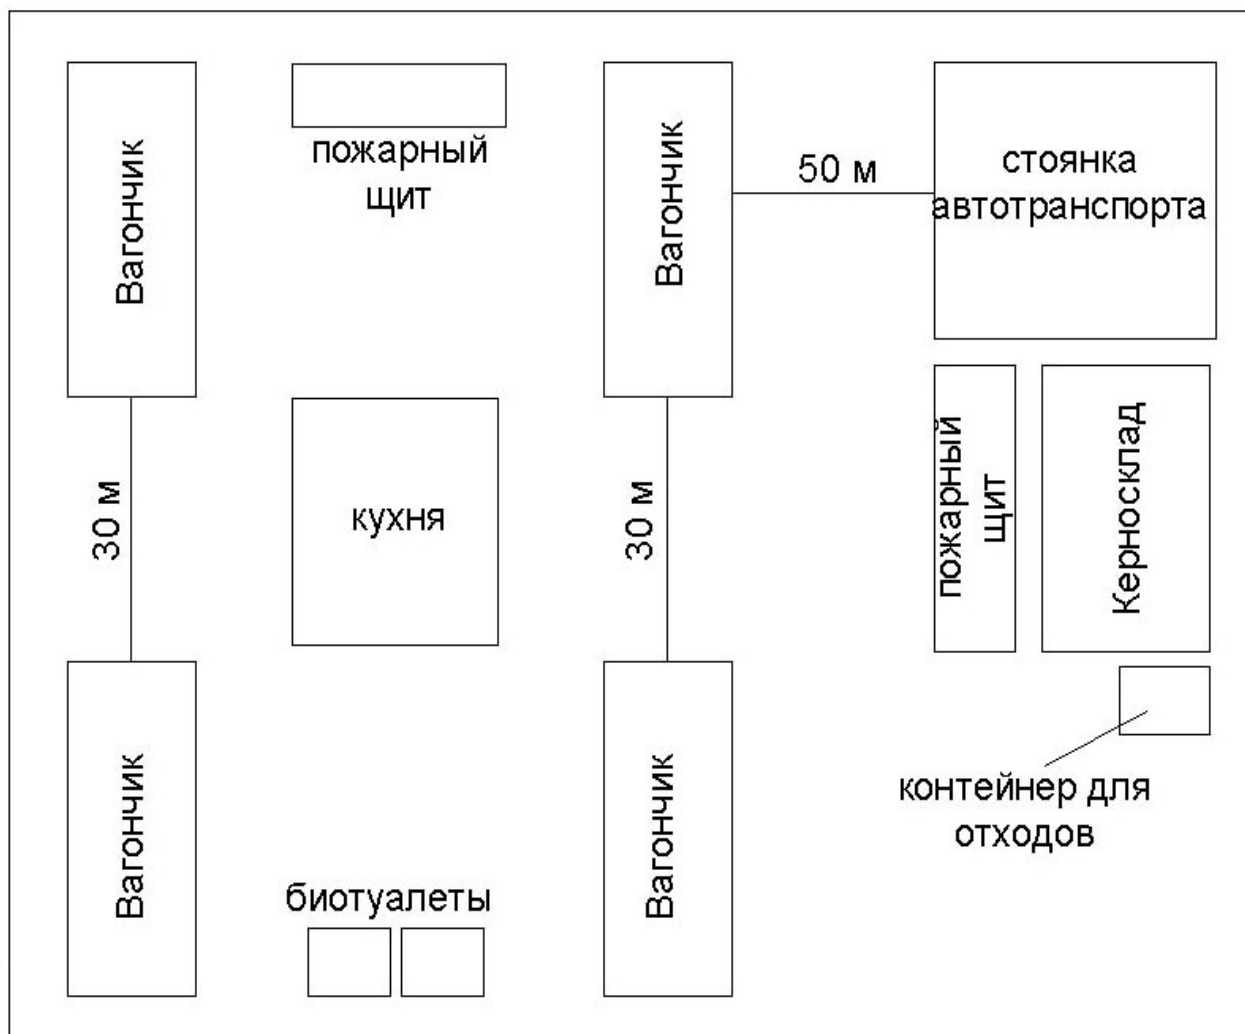 Вагончик
пожарный
щит
Вагончик
50 м
стоянка
автотранспорта
30 м
кухня
30 м
пожарный
щит
Керносклад
Вагончик
биотуалеты
Вагончик
контейнер для
отходов